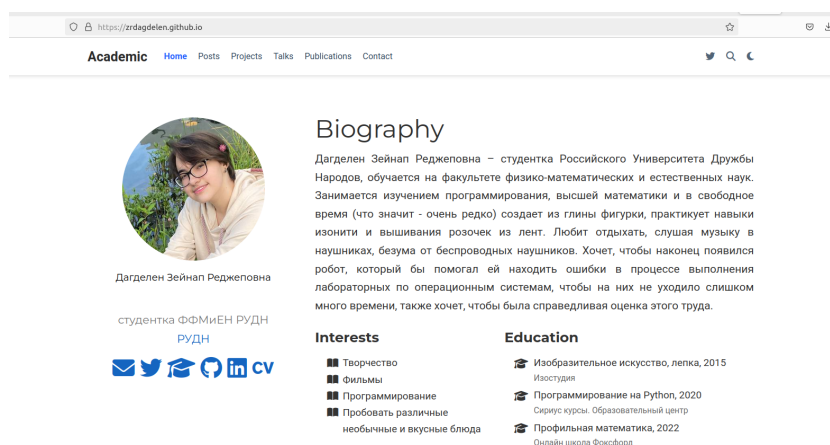 https://zrdagdelen.github.io
Academic Home Posts Projects Talks Publications Contact
Biography
Дагделен Зейнап Реджеповна – студентка Российского Университета Дружбы
Народов, обучается на факультете физико-математических и естественных наук.
Занимается изучением программирования, высшей математики и в свободное
время (что значит - очень редко) создает из глины фигурки, практикует навыки
изонити и вышивания розочек из лент. Любит отдыхать, слушая музыку в
наушниках, безума от беспроводных наушников. Хочет, чтобы наконец появился
робот, который бы помогал ей находить ошибки в процессе выполнения
лабораторных по операционным системам, чтобы на них не уходило слишком
много времени, также хочет, чтобы была справедливая оценка этого труда.
Дагделен Зейнап Реджеповна
студентка ФФМиЕН РУДН
РУДН
in CV
Interests
Творчество
Фильмы
Программирование
Пробовать различные
необычные и вкусные блюда
Education
Изобразительное искусство, лепка, 2015
Изостудия
Программирование на Python, 2020
Сириус курсы. Образовательный центр
Профильная математика, 2022
Онлайн школа Фоксфорд